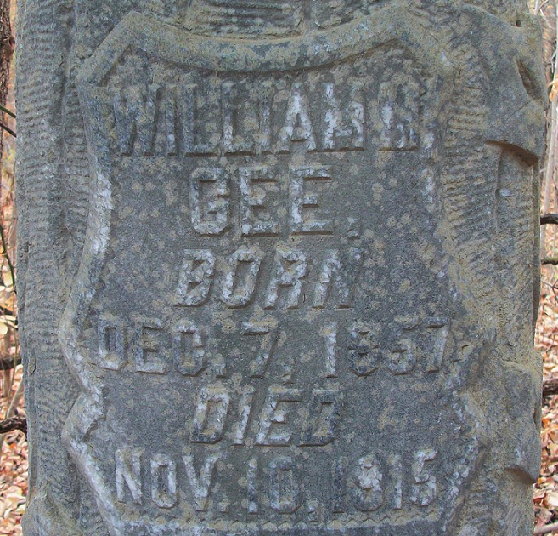 WILLIAM G.
GEE.
BORN
DEC. 7, 1857.
DIED
NOV. 10, 1915